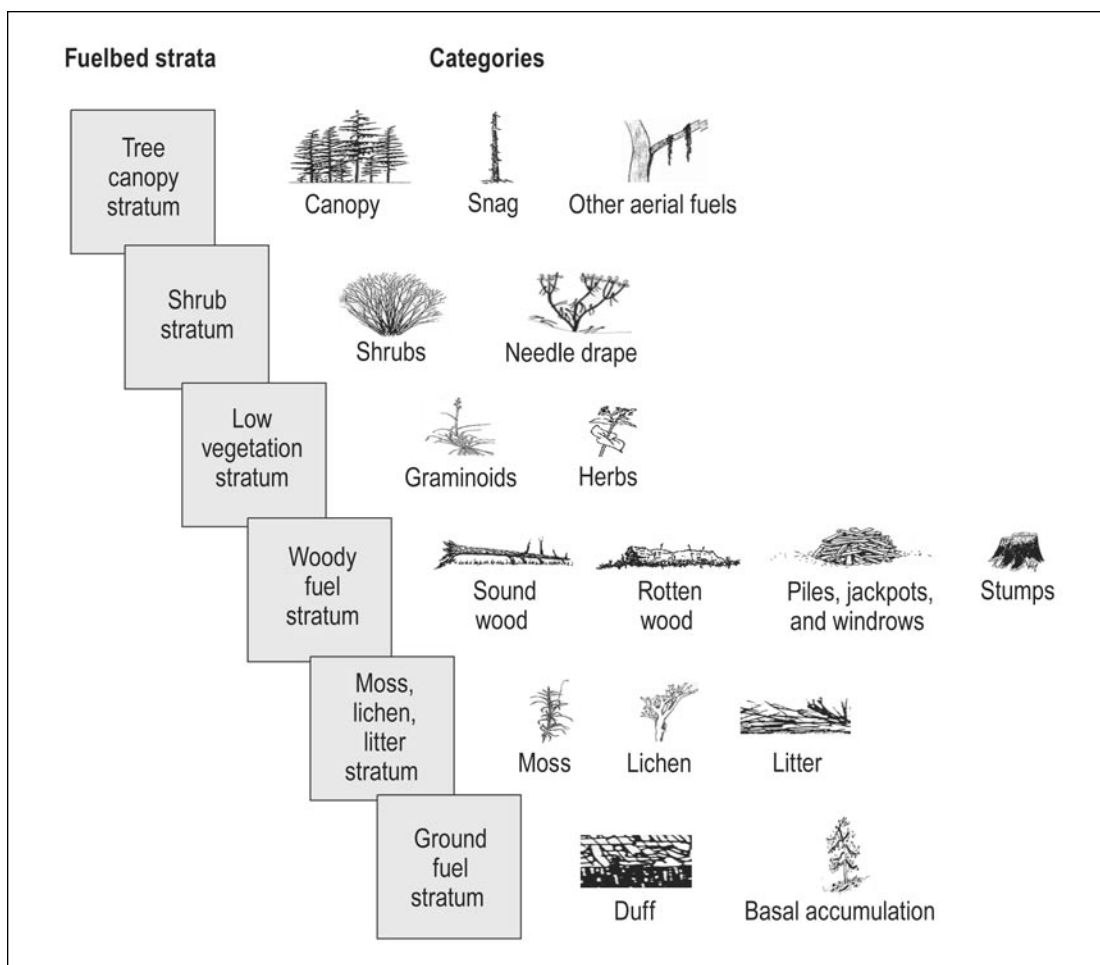 Fuelbed strata
Categories
Tree
canopy
stratum
Canopy
Snag
Other aerial fuels
Shrub
stratum
Shrubs
Needle drape
Low
vegetation
stratum
Graminoids
Herbs
Woody
fuel
stratum
Sound
wood
Rotten
wood
Piles, jackpots,
and windrows
Stumps
Moss,
lichen,
litter
stratum
Moss
Lichen
Litter
Ground
fuel
stratum
Duff
Basal accumulation